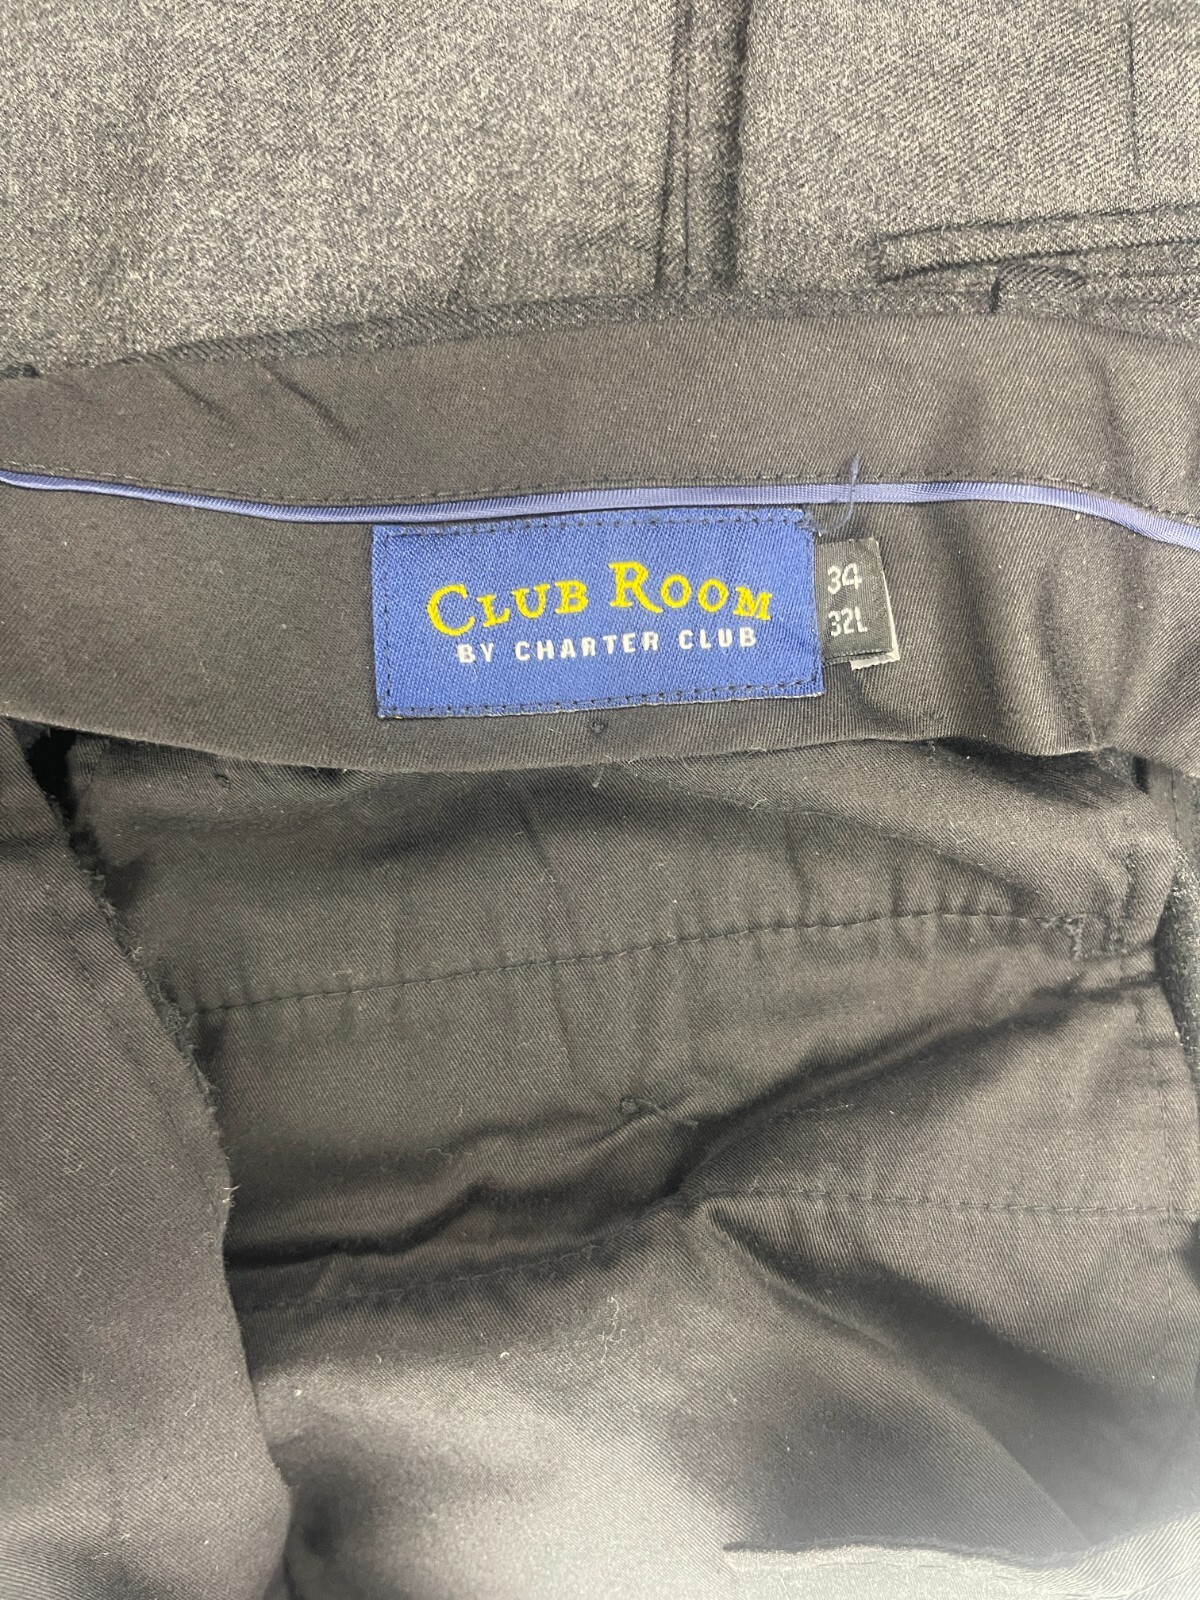 CLUB ROOM
BY CHARTER CLUB
34
32L